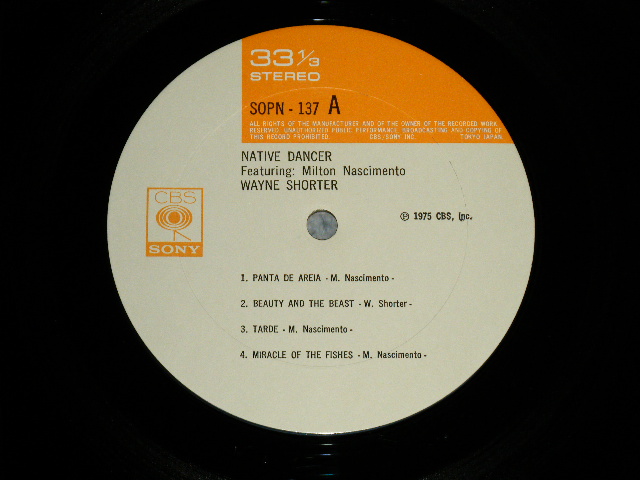 33 1/3
STEREO
SOPN - 137 A
ALL RIGHTS OF THE MANUFACTURER AND OF THE OWNER OF THE RECORDED WORK
RESERVED. UNAUTHORIZED PUBLIC PERFORMANCE, BROADCASTING AND COPYING OF
THIS RECORD PROHIBITED. CBS/SONY INC. TOKYO JAPAN
NATIVE DANCER
Featuring: Milton Nascimento
WAYNE SHORTER
CBS
SONY
℗ 1975 CBS, Inc.
1. PANTA DE AREIA - M. Nascimento -
2. BEAUTY AND THE BEAST - W. Shorter -
3. TARDE - M. Nascimento -
4. MIRACLE OF THE FISHES - M. Nascimento -